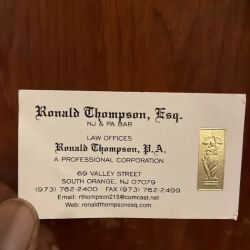 Ronald Thompson, Esq.
NJ & PA BAR
LAW OFFICES
Ronald Thompson, P.A.
A PROFESSIONAL CORPORATION
69 VALLEY STREET
SOUTH ORANGE, NJ 07079
(973) 762-2400 FAX (973) 762-2499
Email: rthompson215@comcast.net
Web: ronaldthompsonesq.com